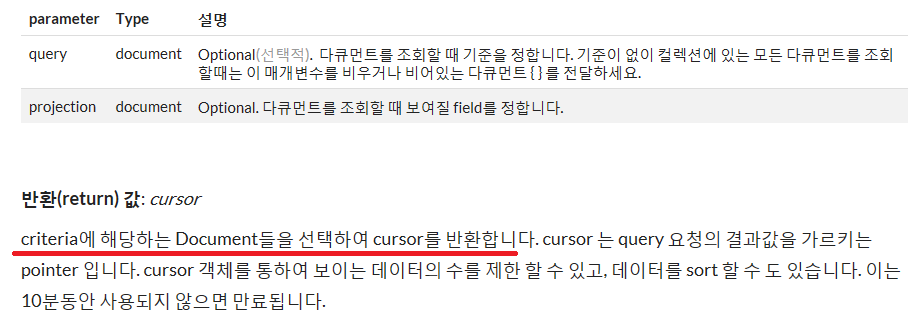 parameter Type 설명
query document Optional(선택적). 다큐먼트를 조회할 때 기준을 정합니다. 기준이 없이 컬렉션에 있는 모든 다큐먼트를 조회
할때는 이 매개변수를 비우거나 비어있는 다큐먼트 { } 를 전달하세요.
projection document Optional. 다큐먼트를 조회할 때 보여질 field를 정합니다.
반환(return) 값: cursor
criteria에 해당하는 Document들을 선택하여 cursor를 반환합니다. cursor 는 query 요청의 결과값을 가르키는
pointer 입니다. cursor 객체를 통하여 보이는 데이터의 수를 제한 할 수 있고, 데이터를 sort 할 수 도 있습니다. 이는
10분동안 사용되지 않으면 만료됩니다.